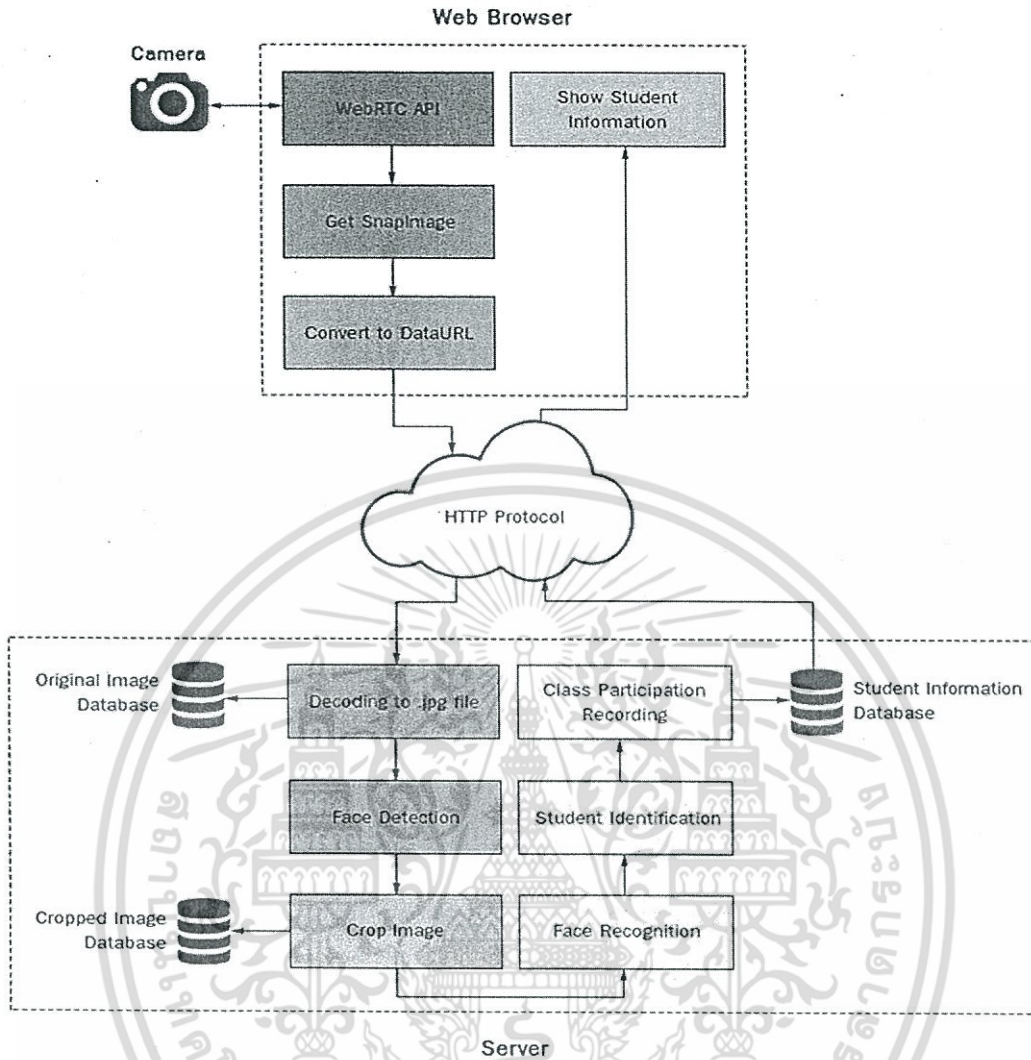 Web Browser
Camera
WebRTC API
Show Student
Information
Get SnapImage
Convert to DataURL
HTTP Protocol
Original Image
Database
Decoding to .jpg file
Class Participation
Recording
Student Information
Database
Face Detection
Student Identification
Cropped Image
Database
Crop Image
Face Recognition
Server